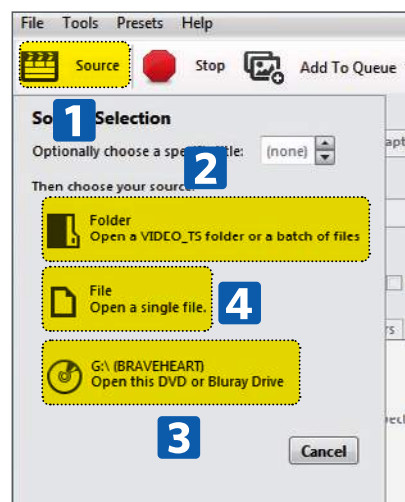 File Tools Presets Help
Source Stop Add To Queue
1
Selection
2
Optionally choose a title: (none)
Then choose your source
Folder
Open a VIDEO_TS folder or a batch of files
File
Open a single file.
4
G:\ (BRAVEHEART)
Open this DVD or Bluray Drive
3
Cancel